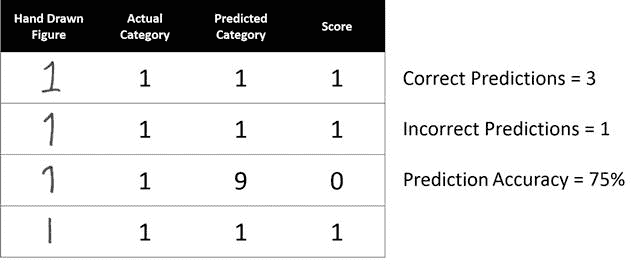 Hand Drawn Figure Actual Category Predicted Category Score
1 1 1 1
Correct Predictions = 3
1 1 1 1
Incorrect Predictions = 1
1 1 9 0
Prediction Accuracy = 75%
1 1 1 1